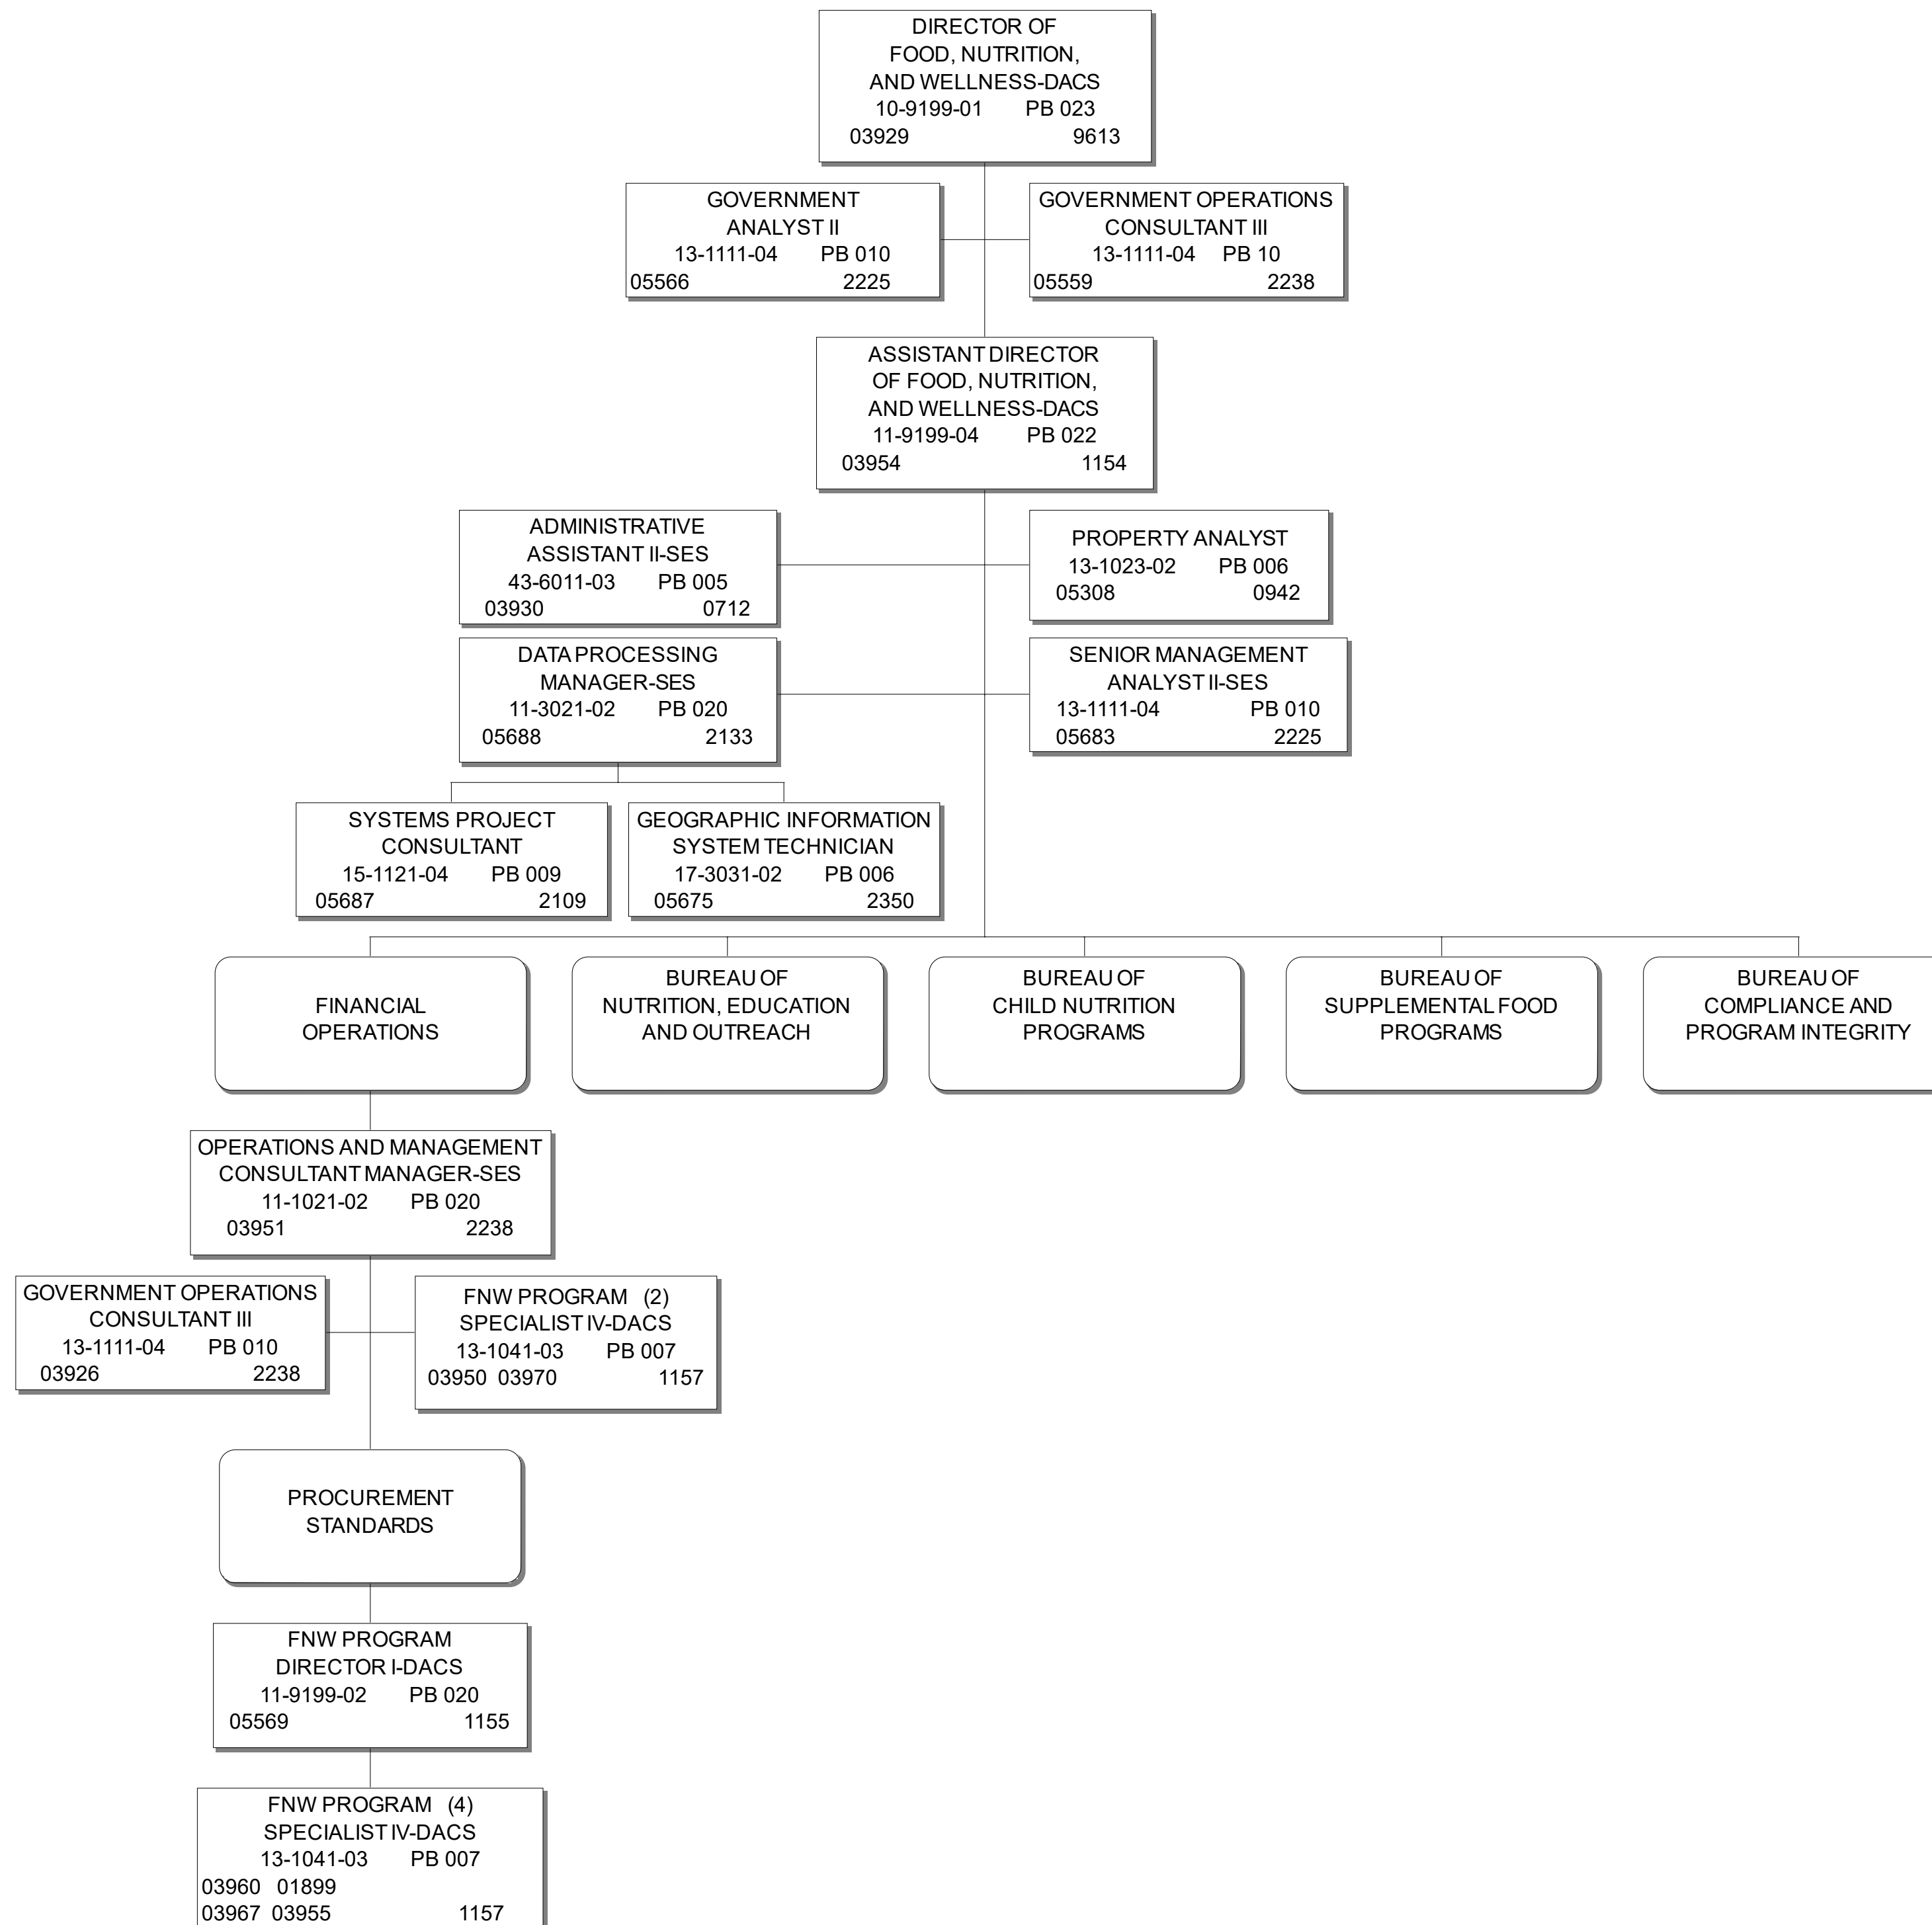 DIRECTOR OF
FOOD, NUTRITION,
AND WELLNESS-DACS
10-9199-01 PB 023
03929 9613
GOVERNMENT
ANALYST II
13-1111-04 PB 010
05566 2225
GOVERNMENT OPERATIONS
CONSULTANT III
13-1111-04 PB 10
05559 2238
ASSISTANT DIRECTOR
OF FOOD, NUTRITION,
AND WELLNESS-DACS
11-9199-04 PB 022
03954 1154
ADMINISTRATIVE
ASSISTANT II-SES
43-6011-03 PB 005
03930 0712
PROPERTY ANALYST
13-1023-02 PB 006
05308 0942
DATA PROCESSING
MANAGER-SES
11-3021-02 PB 020
05688 2133
SENIOR MANAGEMENT
ANALYST II-SES
13-1111-04 PB 010
05683 2225
SYSTEMS PROJECT
CONSULTANT
15-1121-04 PB 009
05687 2109
GEOGRAPHIC INFORMATION
SYSTEM TECHNICIAN
17-3031-02 PB 006
05675 2350
FINANCIAL
OPERATIONS
BUREAU OF
NUTRITION, EDUCATION
AND OUTREACH
BUREAU OF
CHILD NUTRITION
PROGRAMS
BUREAU OF
SUPPLEMENTAL FOOD
PROGRAMS
BUREAU OF
COMPLIANCE AND
PROGRAM INTEGRITY
OPERATIONS AND MANAGEMENT
CONSULTANT MANAGER-SES
11-1021-02 PB 020
03951 2238
GOVERNMENT OPERATIONS
CONSULTANT III
13-1111-04 PB 010
03926 2238
FNW PROGRAM (2)
SPECIALIST IV-DACS
13-1041-03 PB 007
03950 03970 1157
PROCUREMENT
STANDARDS
FNW PROGRAM
DIRECTOR I-DACS
11-9199-02 PB 020
05569 1155
FNW PROGRAM (4)
SPECIALIST IV-DACS
13-1041-03 PB 007
03960 01899
03967 03955 1157